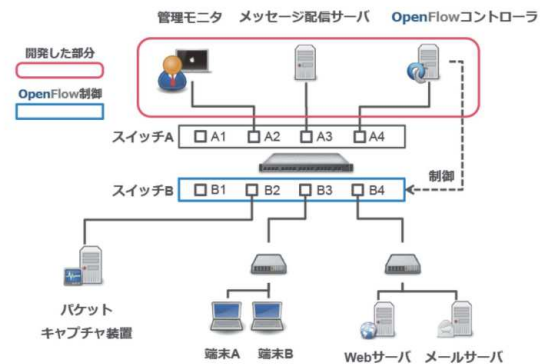 管理モニタ メッセージ配信サーバ OpenFlowコントローラ
開発した部分
OpenFlow制御
スイッチA A1 A2 A3 A4
制御
スイッチB B1 B2 B3 B4
パケット
キャプチャ装置
端末A 端末B
Webサーバ メールサーバ